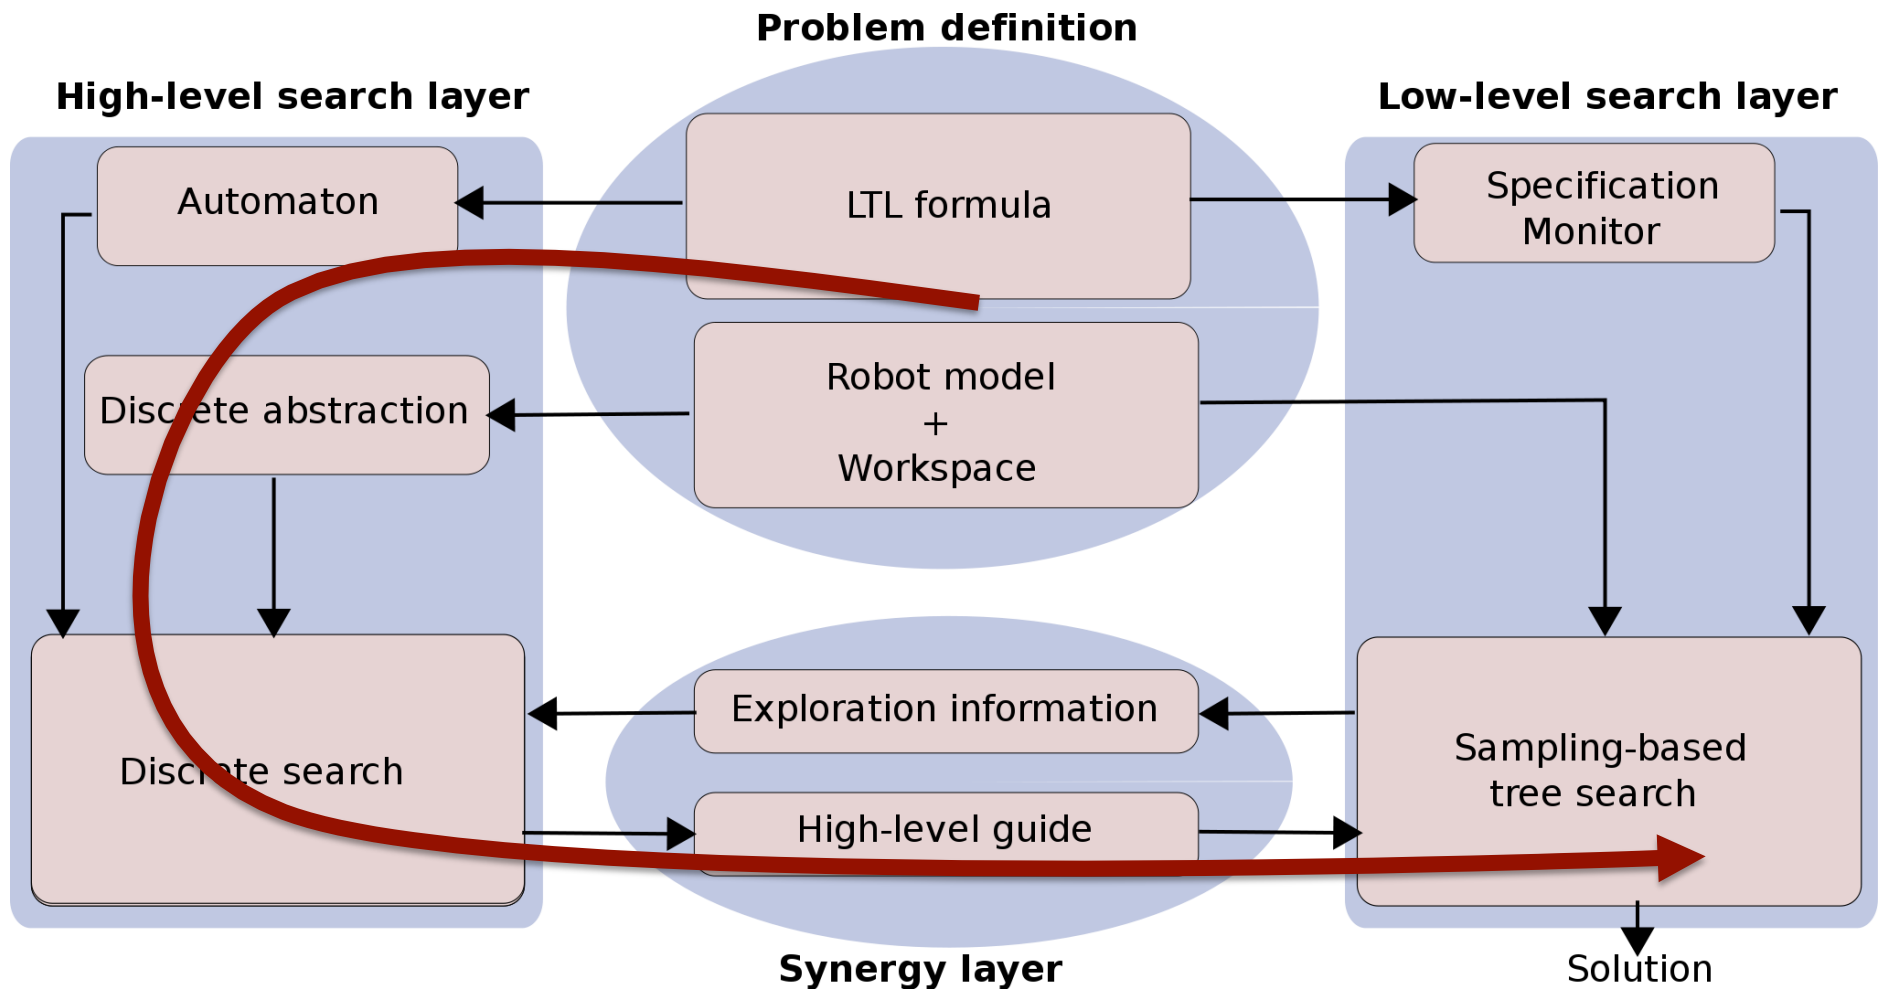 Problem definition
High-level search layer
Low-level search layer
Automaton
LTL formula
Specification
Monitor
Discrete abstraction
Robot model
+
Workspace
Exploration information
Discrete search
High-level guide
Sampling-based
tree search
Synergy layer
Solution